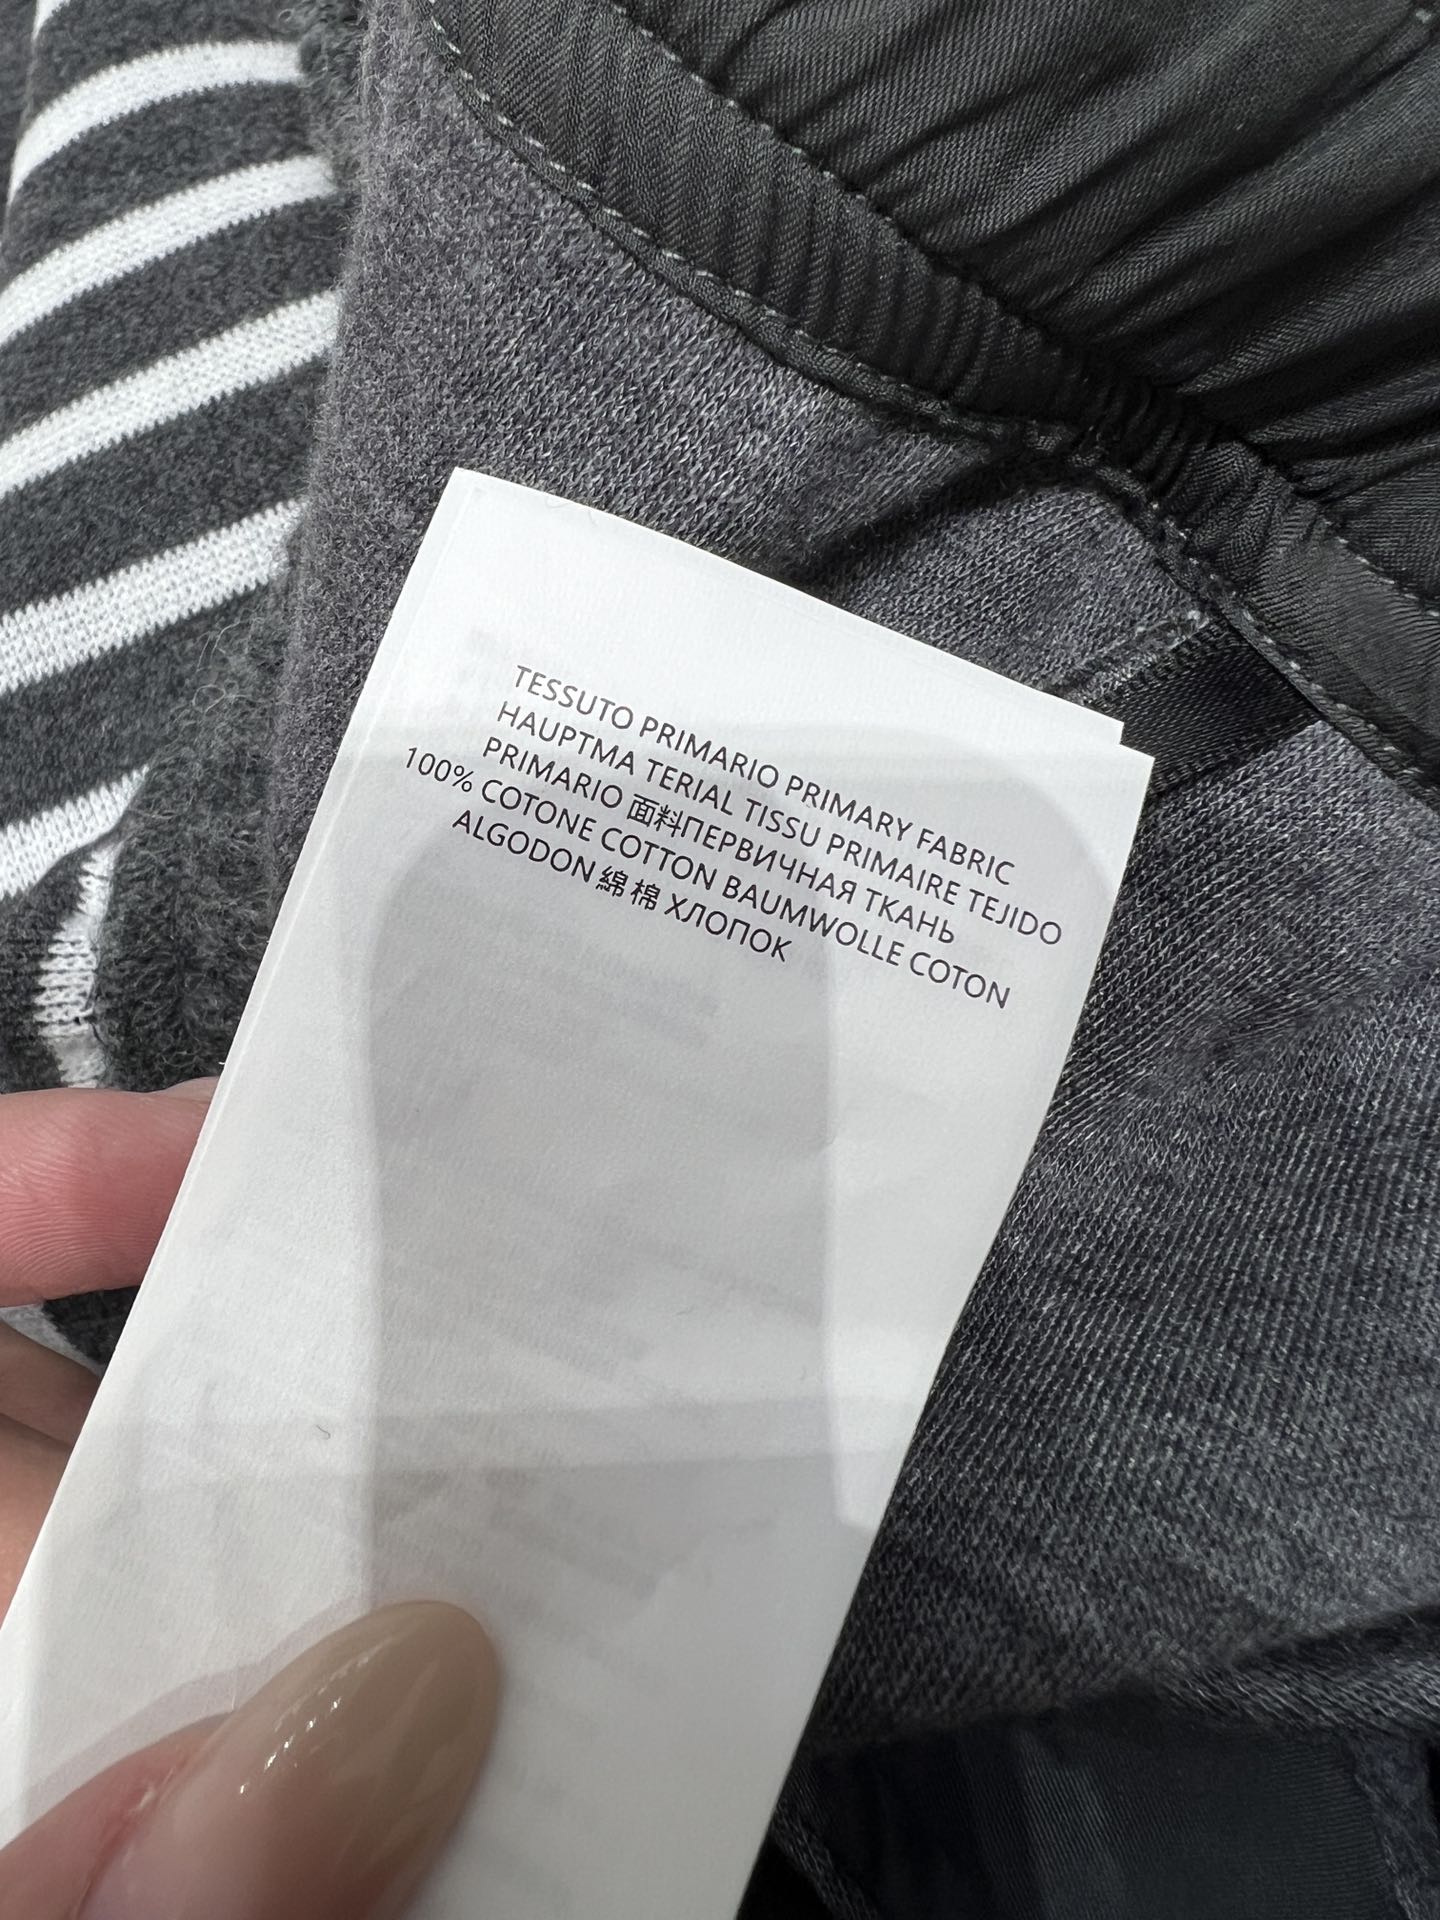 TESSUTO PRIMARIO PRIMARY FABRIC
HAUPTMA TERIAL TISSU PRIMAIRE TEJIDO
PRIMARIO 面料ПЕРВИЧНАЯ ТКАНЬ
100% COTONE COTTON BAUMWOLLE COTON
ALGODON 綿 棉 ХЛОПОК